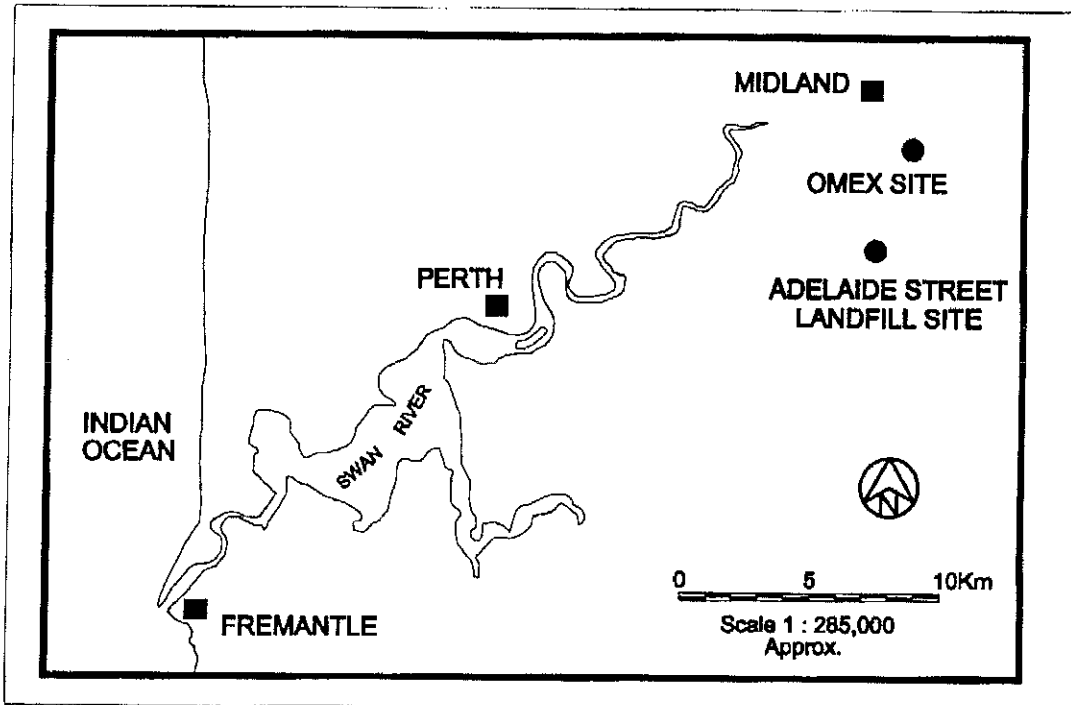 MIDLAND
OMEX SITE
PERTH
ADELAIDE STREET
LANDFILL SITE
INDIAN
OCEAN
SWAN RIVER
N
0 5 10Km
Scale 1 : 285,000
Approx.
FREMANTLE